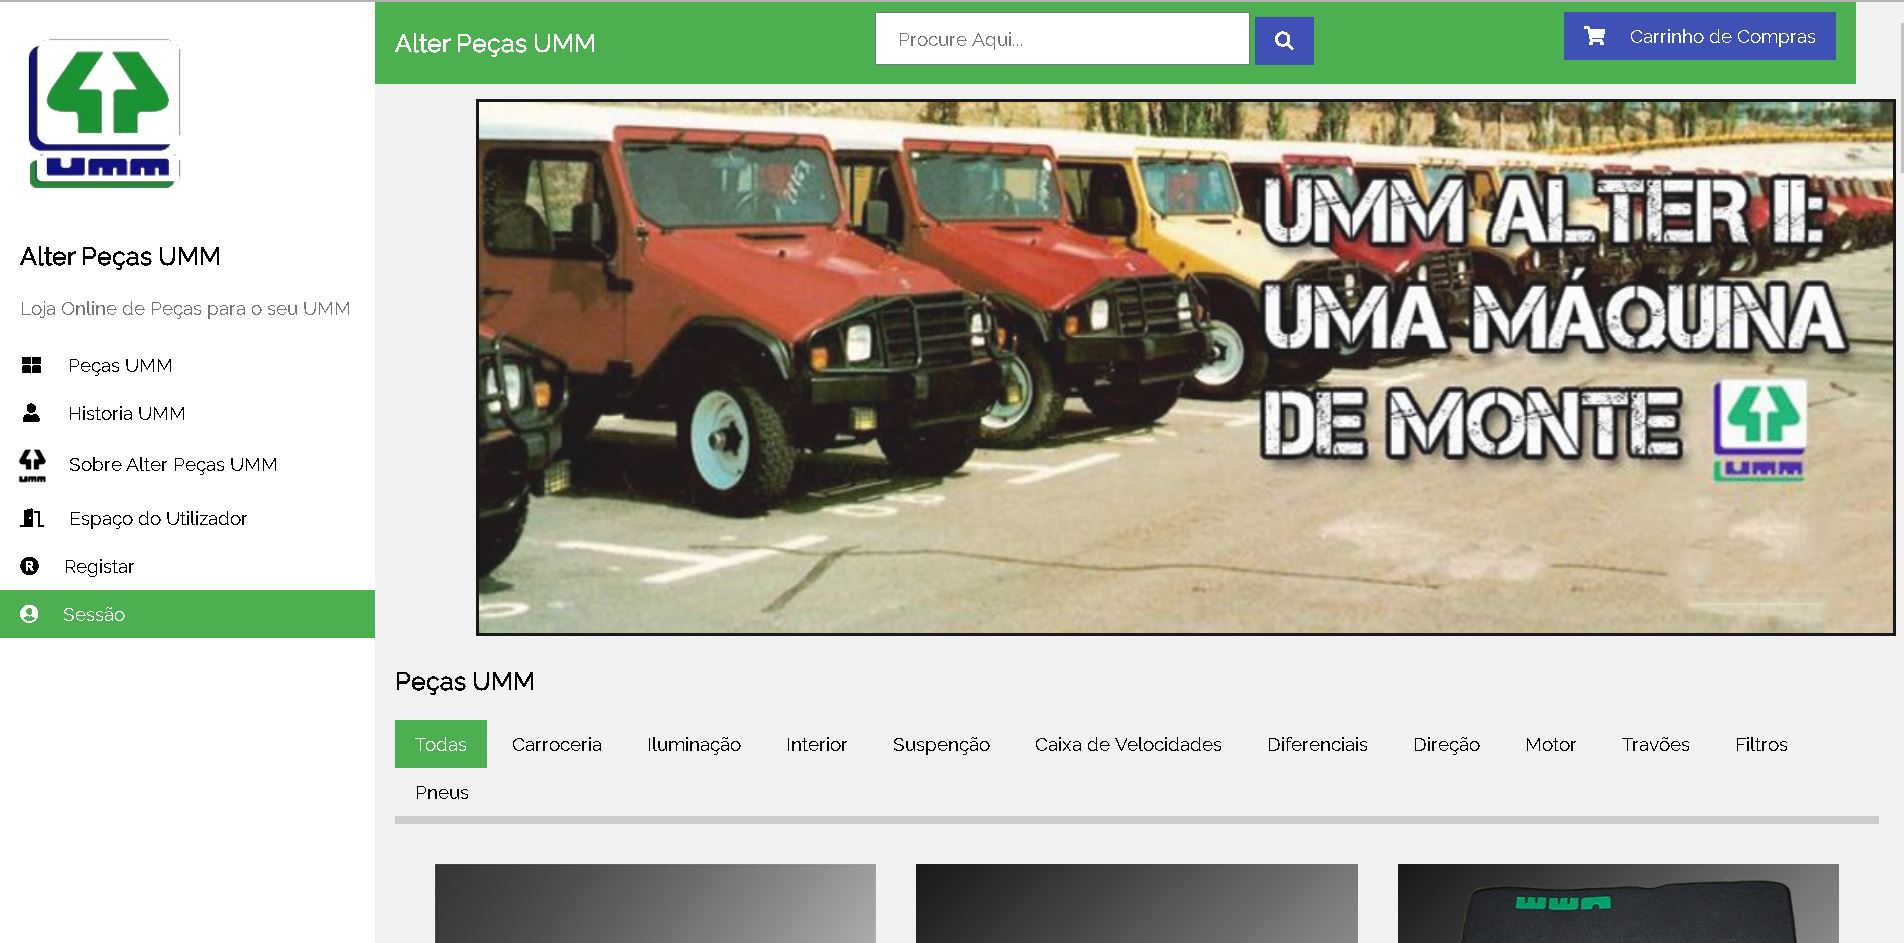 umm
Alter Peças UMM
Loja Online de Peças para o seu UMM
Peças UMM
Historia UMM
umm
Sobre Alter Peças UMM
Espaço do Utilizador
R
Registar
Sessão
Alter Peças UMM
Procure Aqui...
Carrinho de Compras
UMM ALTER II:
UMA MÁQUINA
DE MONTE
umm
Peças UMM
Todas
Carroceria
Iluminação
Interior
Suspenção
Caixa de Velocidades
Diferenciais
Direção
Motor
Travões
Filtros
Pneus
UMM